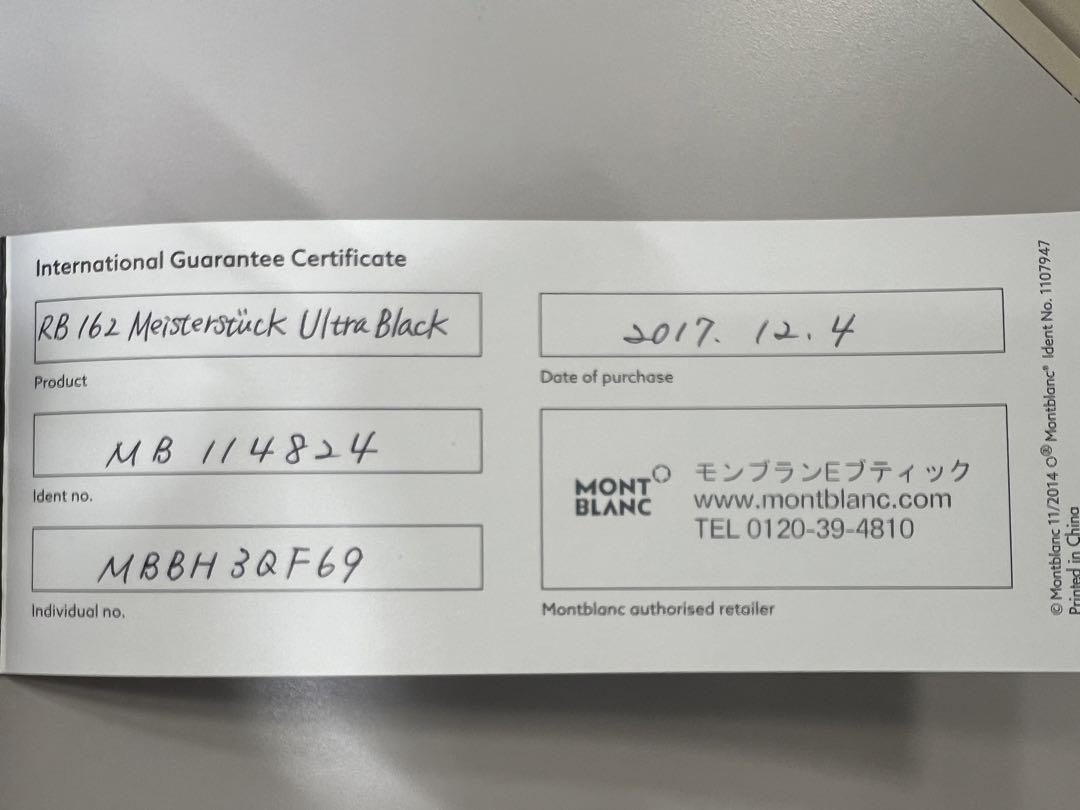 International Guarantee Certificate
RB 162 Meisterstück Ultra Black
Product
MB 114824
Ident no.
MBBH3QF69
Individual no.
2017. 12. 4
Date of purchase
MONT
BLANC
モンブランEブティック
www.montblanc.com
TEL 0120-39-4810
Montblanc authorised retailer
© Montblanc 11/2014 ® Montblanc® Ident No. 1107947
Printed in China